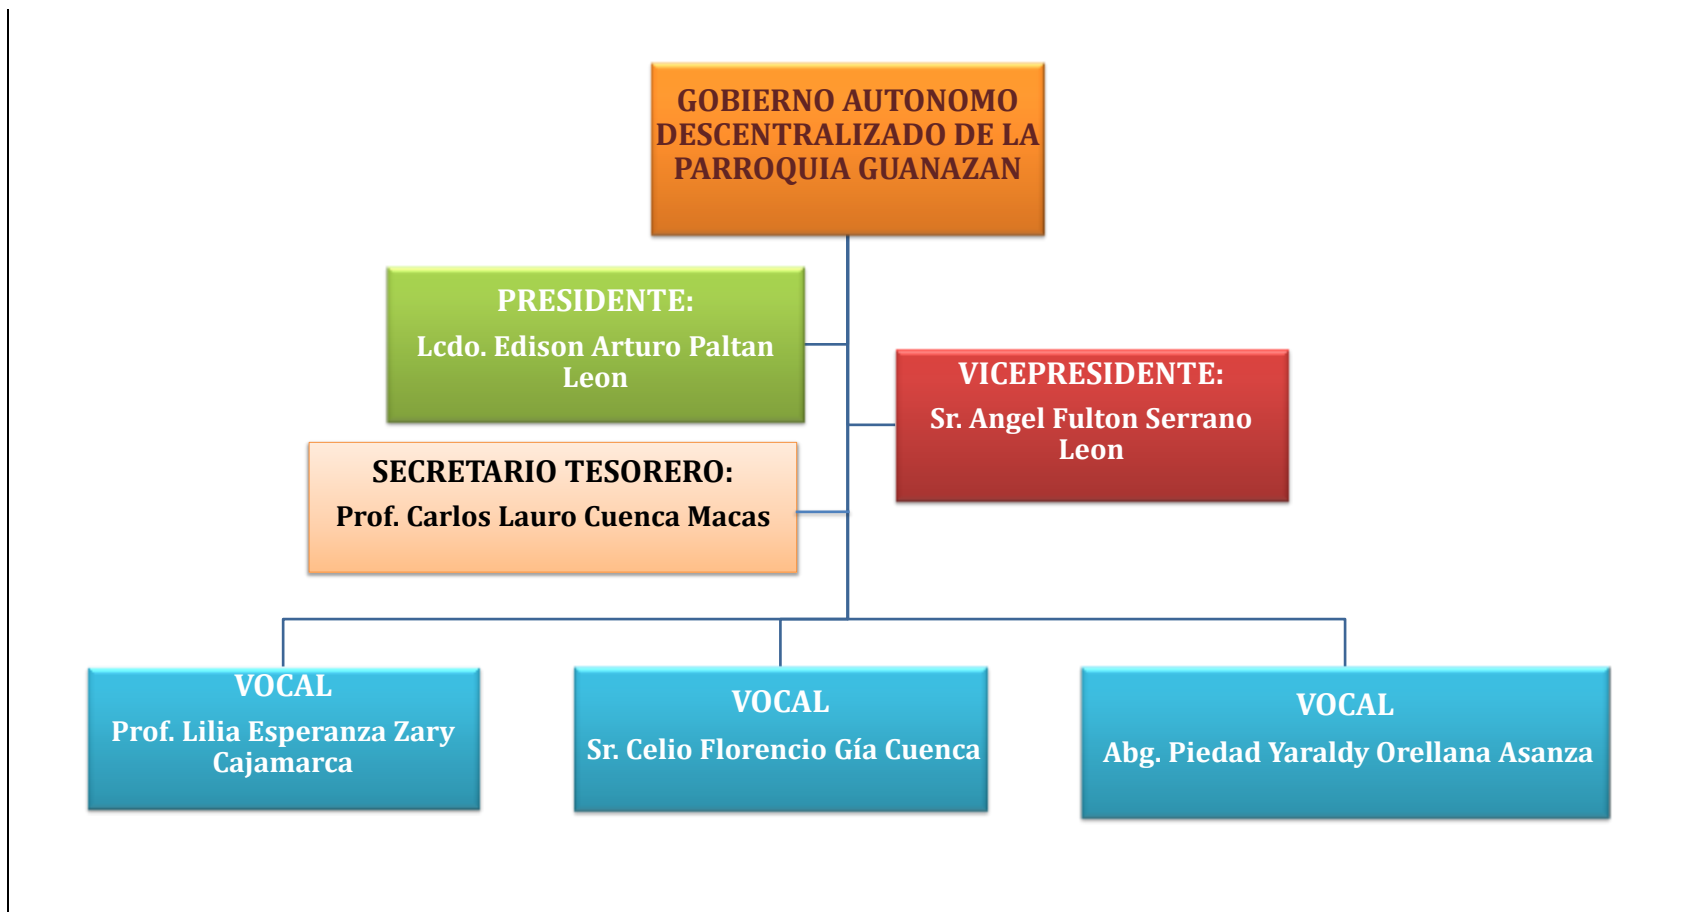 GOBIERNO AUTONOMO
DESCENTRALIZADO DE LA
PARROQUIA GUANAZAN
PRESIDENTE:
Lcdo. Edison Arturo Paltan
Leon
VICEPRESIDENTE:
Sr. Angel Fulton Serrano
Leon
SECRETARIO TESORERO:
Prof. Carlos Lauro Cuenca Macas
VOCAL
Prof. Lilia Esperanza Zary
Cajamarca
VOCAL
Sr. Celio Florencio Gía Cuenca
VOCAL
Abg. Piedad Yaraldy Orellana Asanza